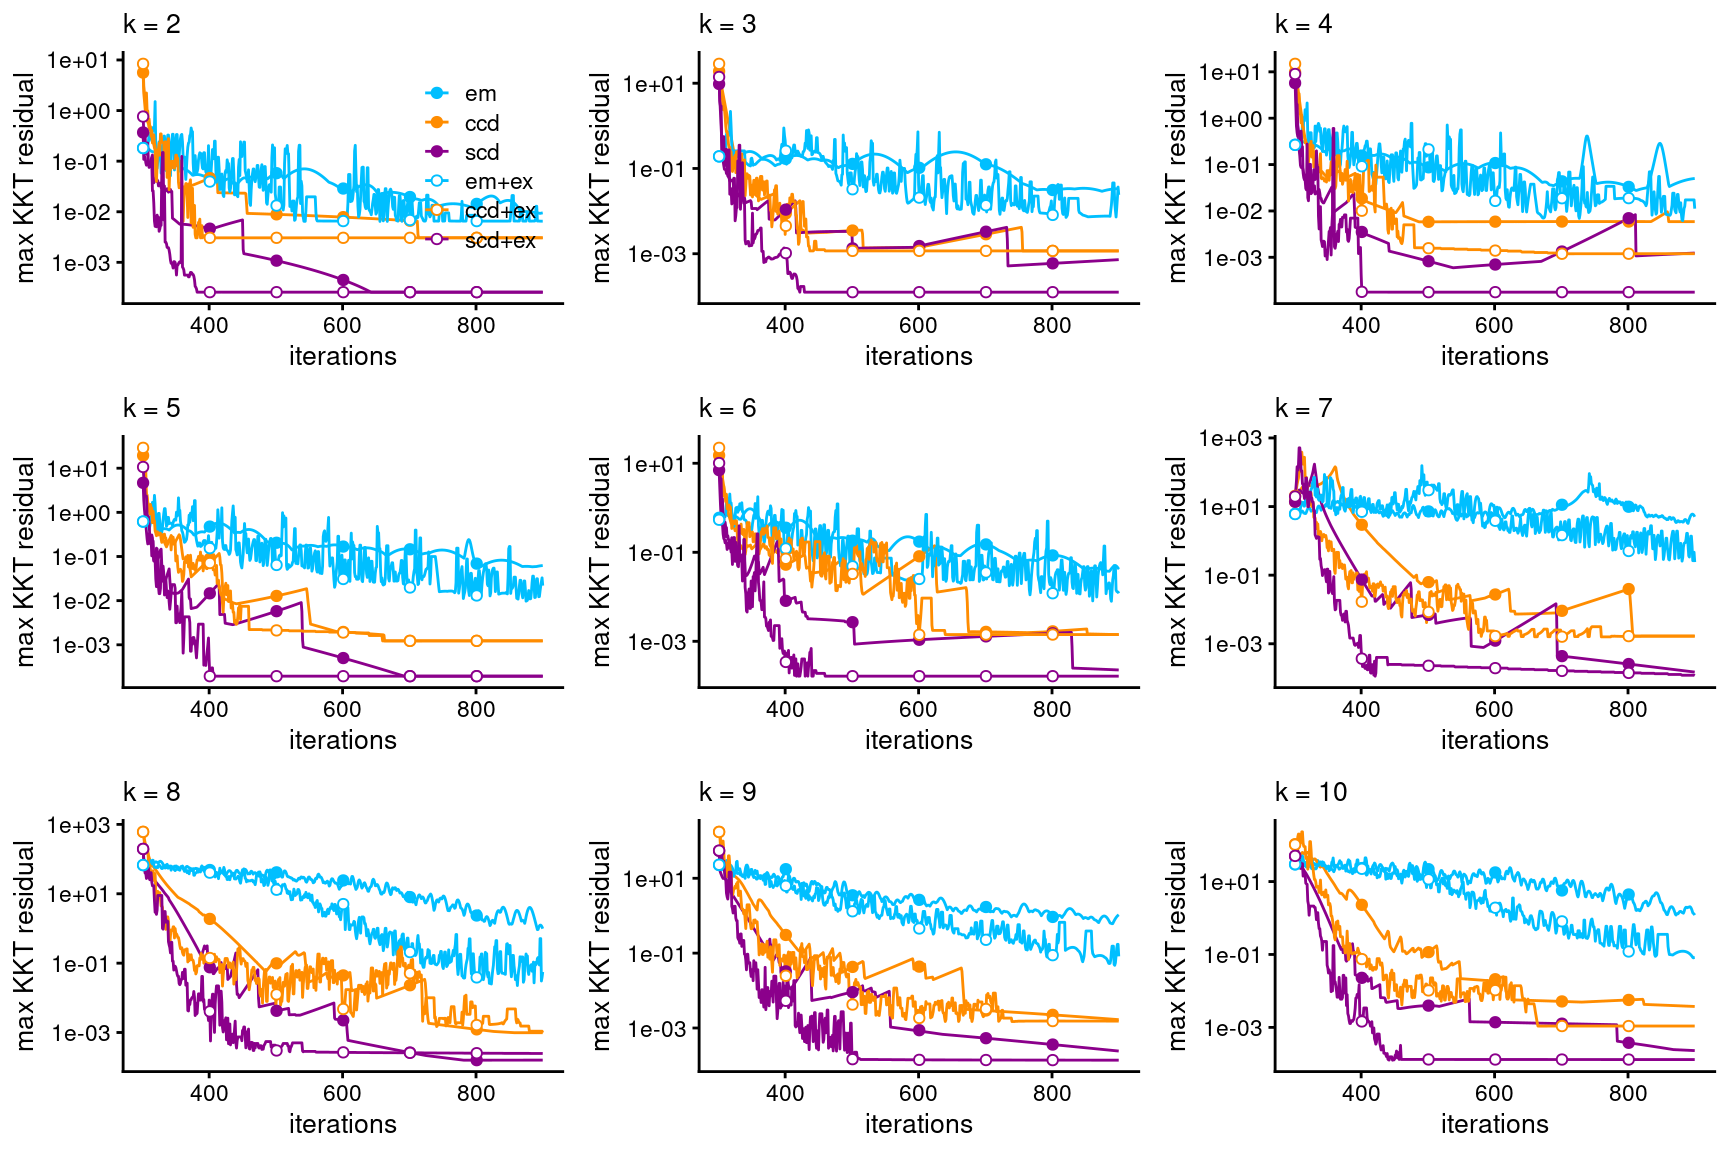 k = 2
max KKT residual
1e+01
1e+00
1e-01
1e-02
1e-03
em
ccd
scd
em+ex
ccd+ex
scd+ex
400 600 800
iterations
k = 3
max KKT residual
1e+01
1e-01
1e-03
400 600 800
iterations
k = 4
max KKT residual
1e+01
1e+00
1e-01
1e-02
1e-03
400 600 800
iterations
k = 5
max KKT residual
1e+01
1e+00
1e-01
1e-02
1e-03
400 600 800
iterations
k = 6
max KKT residual
1e+01
1e-01
1e-03
400 600 800
iterations
k = 7
max KKT residual
1e+03
1e+01
1e-01
1e-03
400 600 800
iterations
k = 8
max KKT residual
1e+03
1e+01
1e-01
1e-03
400 600 800
iterations
k = 9
max KKT residual
1e+01
1e-01
1e-03
400 600 800
iterations
k = 10
max KKT residual
1e+01
1e-01
1e-03
400 600 800
iterations